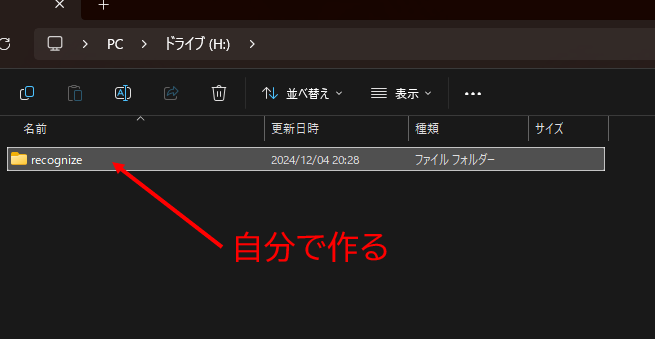 PC > ドライブ (H:) >
並べ替え 表示
名前 更新日時 種類 サイズ
recognize 2024/12/04 20:28 ファイル フォルダー
自分で作る